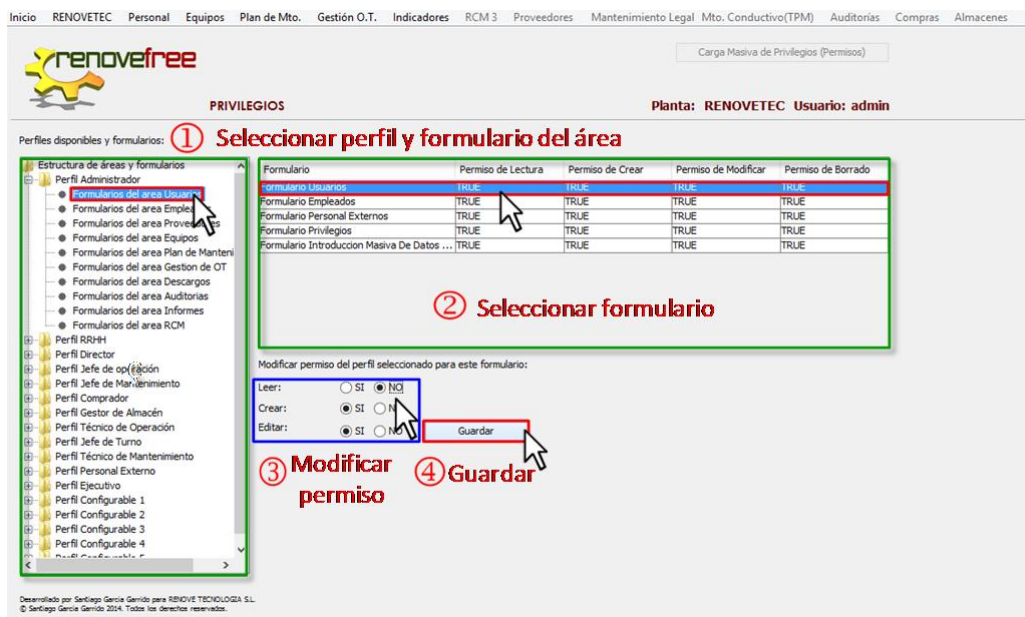 Inicio RENOVETEC Personal Equipos Plan de Mto. Gestión O.T. Indicadores RCM 3 Proveedores Mantenimiento Legal Mto. Conductivo(TPM) Auditorías Compras Almacenes
renovefree
Carga Masiva de Privilegios (Permisos)
PRIVILEGIOS
Planta: RENOVETEC Usuario: admin
Perfiles disponibles y formularios:
1 Seleccionar perfil y formulario del área
Estructura de áreas y formularios
Perfil Administrador
Formularios del area Usuarios
Formularios del area
Formularios del area
Formularios del area Equipos
Formularios del area Plan de Manteni
Formularios del area Gestion de OT
Formularios del area Descargos
Formularios del area Auditorias
Formularios del area Informes
Formularios del area RCM
Perfil RRHH
Perfil Director
Perfil Jefe de operación
Perfil Jefe de Mantenimiento
Perfil Comprador
Perfil Gestor de Almacén
Perfil Técnico de Operación
Perfil Jefe de Turno
Perfil Técnico de Mantenimiento
Perfil Personal Externo
Perfil Ejecutivo
Perfil Configurable 1
Perfil Configurable 2
Perfil Configurable 3
Perfil Configurable 4
Formulario Permiso de Lectura Permiso de Crear Permiso de Modificar Permiso de Borrado
Formulario Usuarios TRUE TRUE TRUE TRUE
Formulario Empleados TRUE TRUE TRUE TRUE
Formulario Personal Externos TRUE TRUE TRUE TRUE
Formulario Privilegios TRUE TRUE TRUE TRUE
Formulario Introduccion Masiva De Datos ... TRUE TRUE TRUE TRUE
2 Seleccionar formulario
Modificar permiso del perfil seleccionado para este formulario:
Leer: SI NO
Crear: SI
Editar: SI NO
Guardar
3 Modificar
permiso
4 Guardar
Desarrollado por Santiago Garcia Garrido para RENOVE TECNOLOGIA S.L.
© Santiago Garcia Garrido 2014. Todos los derechos reservados.